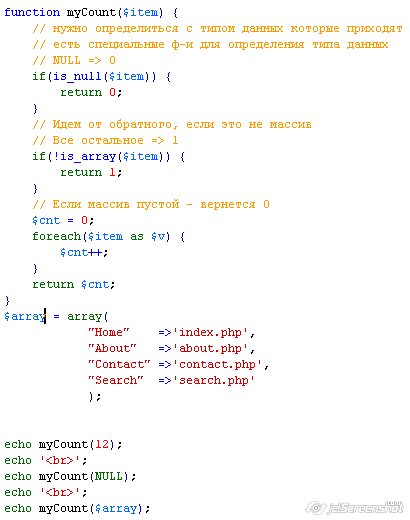 function myCount($item) {
    // нужно определиться с типом данных которые приходят
    // есть специальные ф-и для определения типа данных
    // NULL => 0
    if(is_null($item)) {
        return 0;
    }
    // Идем от обратного, если это не массив
    // Все остальное => 1
    if(!is_array($item)) {
        return 1;
    }
    // Если массив пустой - вернется 0
    $cnt = 0;
    foreach($item as $v) {
        $cnt++;
    }
    return $cnt;
}
$array = array(
            "Home"    =>'index.php',
            "About"   =>'about.php',
            "Contact" =>'contact.php',
            "Search"  =>'search.php'
            );
echo myCount(12);
echo '<br>';
echo myCount(NULL);
echo '<br>';
echo myCount($array);
jetScreenshot